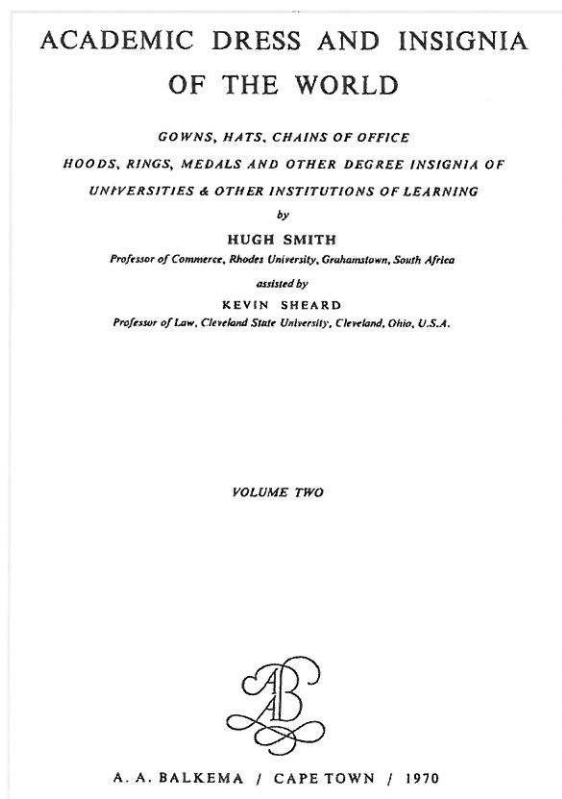 ACADEMIC DRESS AND INSIGNIA
OF THE WORLD
GOWNS, HATS, CHAINS OF OFFICE
HOODS, RINGS, MEDALS AND OTHER DEGREE INSIGNIA OF
UNIVERSITIES & OTHER INSTITUTIONS OF LEARNING
by
HUGH SMITH
Professor of Commerce, Rhodes University, Grahamstown, South Africa
assisted by
KEVIN SHEARD
Professor of Law, Cleveland State University, Cleveland, Ohio, U.S.A.
VOLUME TWO
AAB
A. A. BALKEMA / CAPE TOWN / 1970